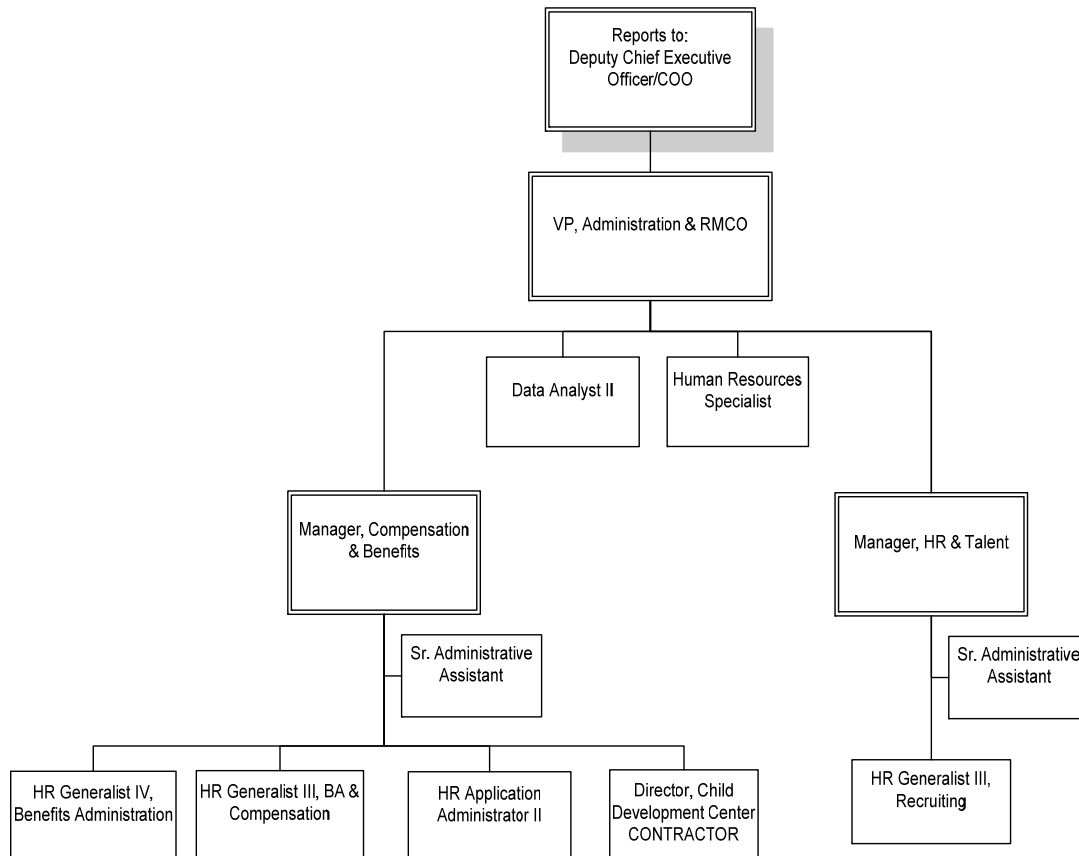 Reports to:
Deputy Chief Executive
Officer/COO
VP, Administration & RMCO
Data Analyst II
Human Resources
Specialist
Manager, Compensation
& Benefits
Manager, HR & Talent
Sr. Administrative
Assistant
Sr. Administrative
Assistant
HR Generalist IV,
Benefits Administration
HR Generalist III, BA &
Compensation
HR Application
Administrator II
Director, Child
Development Center
CONTRACTOR
HR Generalist III,
Recruiting